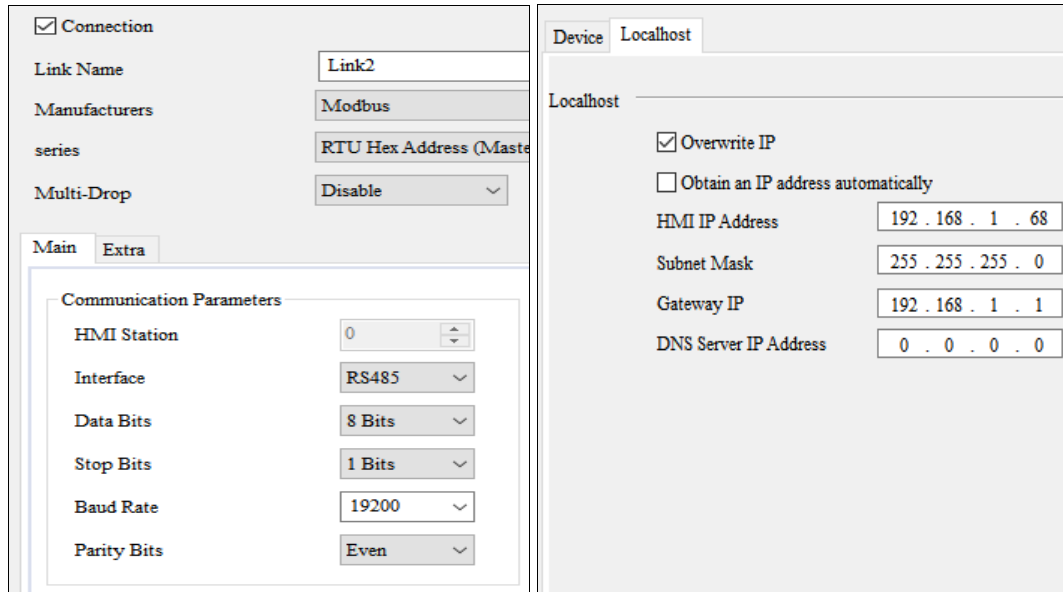 Connection
Link Name Link2
Manufacturers Modbus
series RTU Hex Address (Maste
Multi-Drop Disable
Main Extra
Communication Parameters
HMI Station 0
Interface RS485
Data Bits 8 Bits
Stop Bits 1 Bits
Baud Rate 19200
Parity Bits Even
Device Localhost
Localhost
Overwrite IP
Obtain an IP address automatically
HMI IP Address 192 . 168 . 1 . 68
Subnet Mask 255 . 255 . 255 . 0
Gateway IP 192 . 168 . 1 . 1
DNS Server IP Address 0 . 0 . 0 . 0